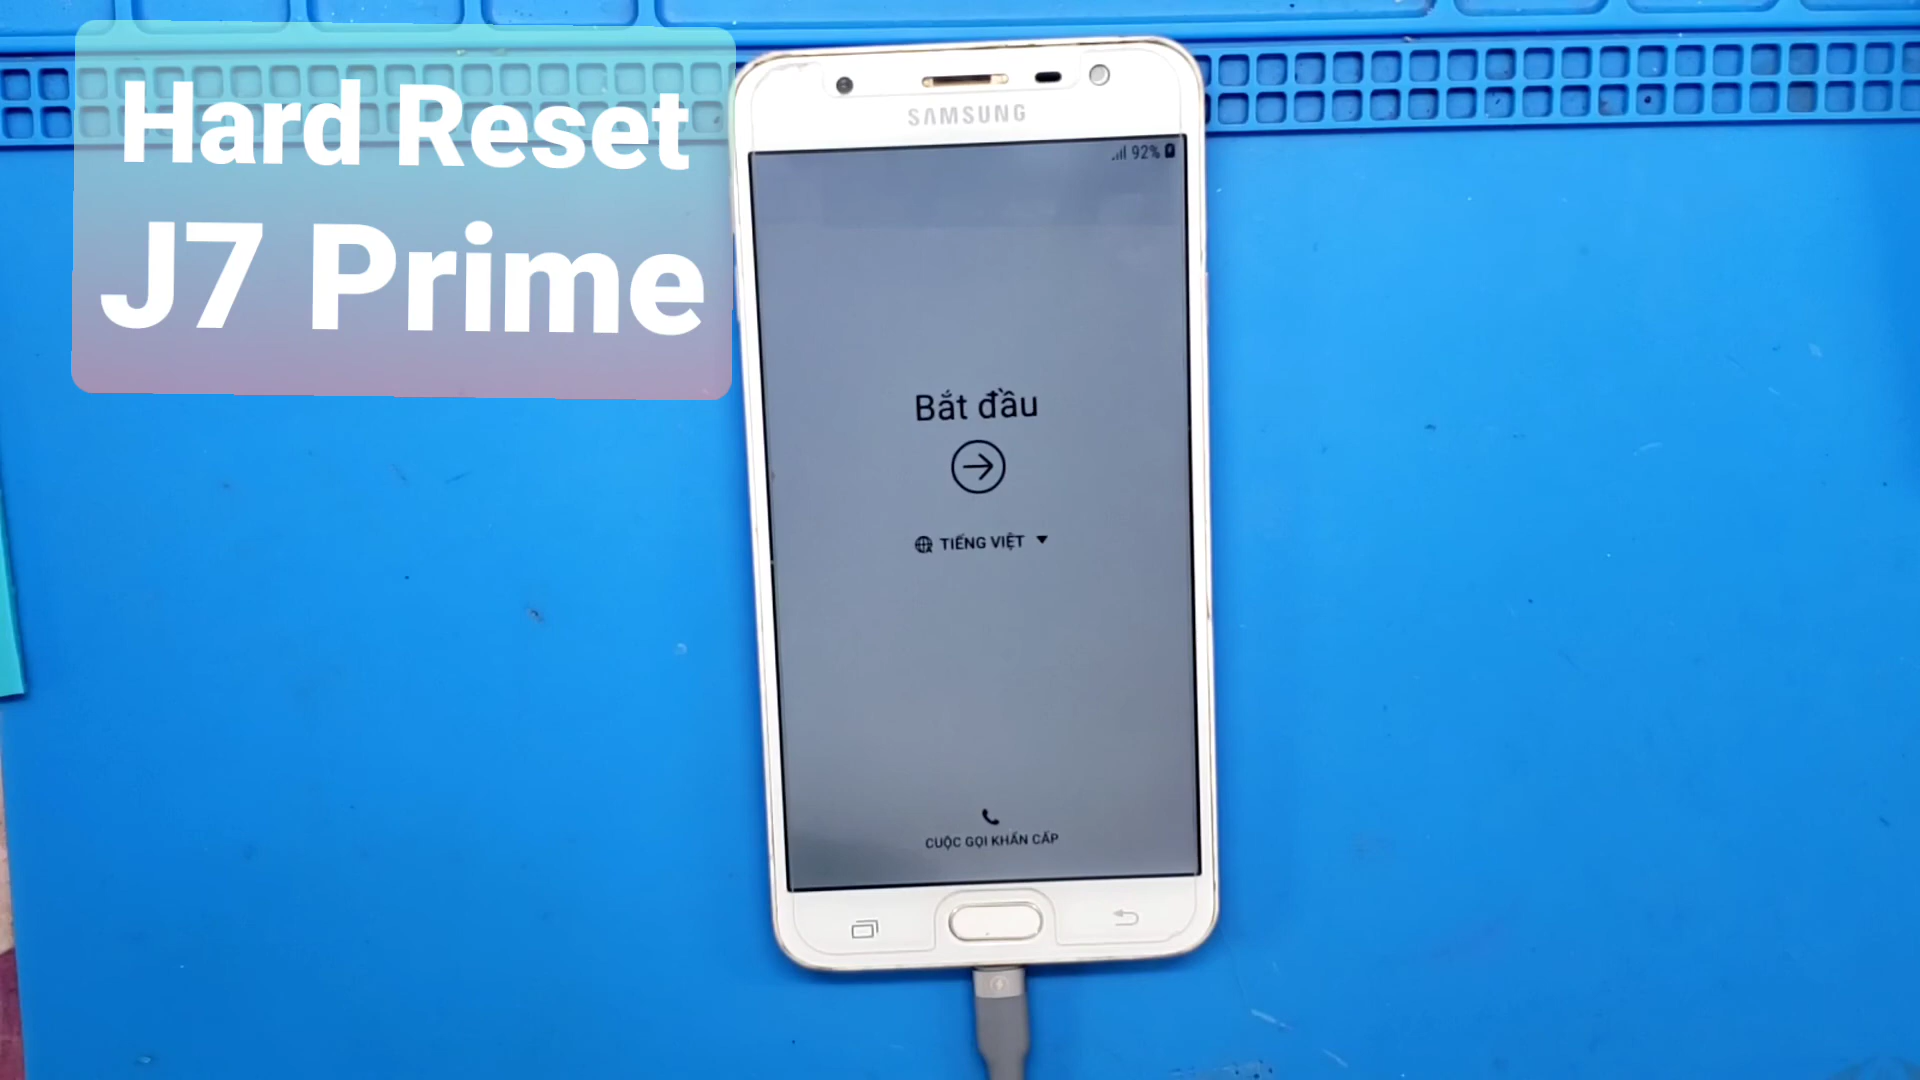 Hard Reset
J7 Prime
SAMSUNG
92%
Bắt đầu
TIẾNG VIỆT
CUỘC GỌI KHẨN CẤP